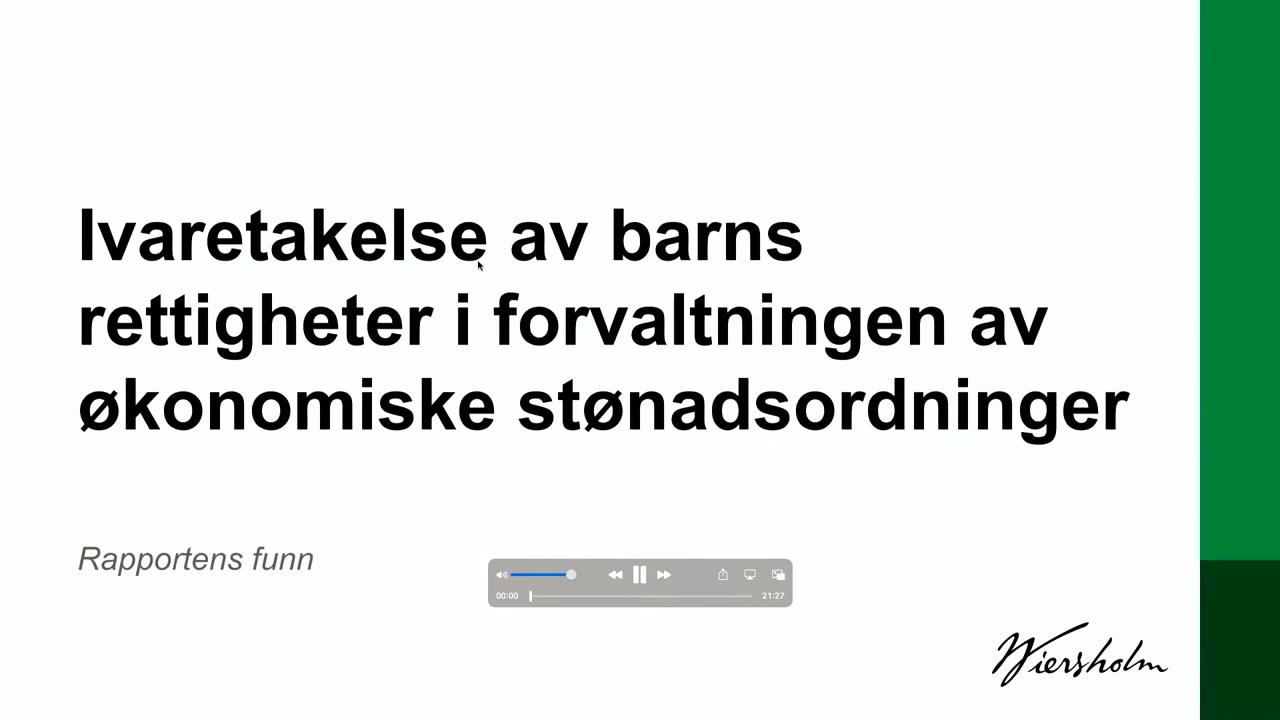 Ivaretakelse av barns
rettigheter i forvaltningen av
økonomiske stønadsordninger
Rapportens funn
00:00
21:27
Wiersholm